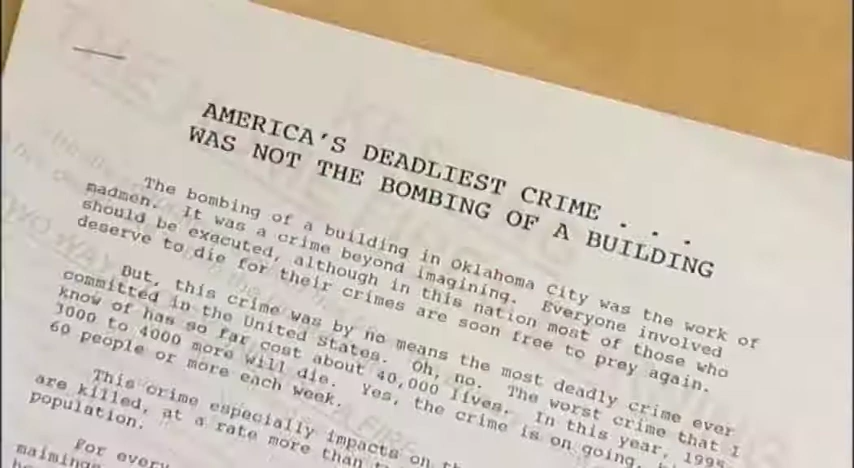 AMERICA'S DEADLIEST CRIME . . .
WAS NOT THE BOMBING OF A BUILDING
The bombing of a building in Oklahoma City was the work of
madmen. It was a crime beyond imagining. Everyone involved
should be executed, although in this nation most of those who
deserve to die for their crimes are soon free to prey again.
But, this crime was by no means the most deadly crime ever
committed in the United States. Oh, no. The worst crime that I
know of has so far cost about 40,000 lives. In this year, 1995
3000 to 4000 more will die. Yes, the crime is on going,
60 people or more each week.
This crime especially impacts on
are killed, at a rate more than
population.
For every
maimings